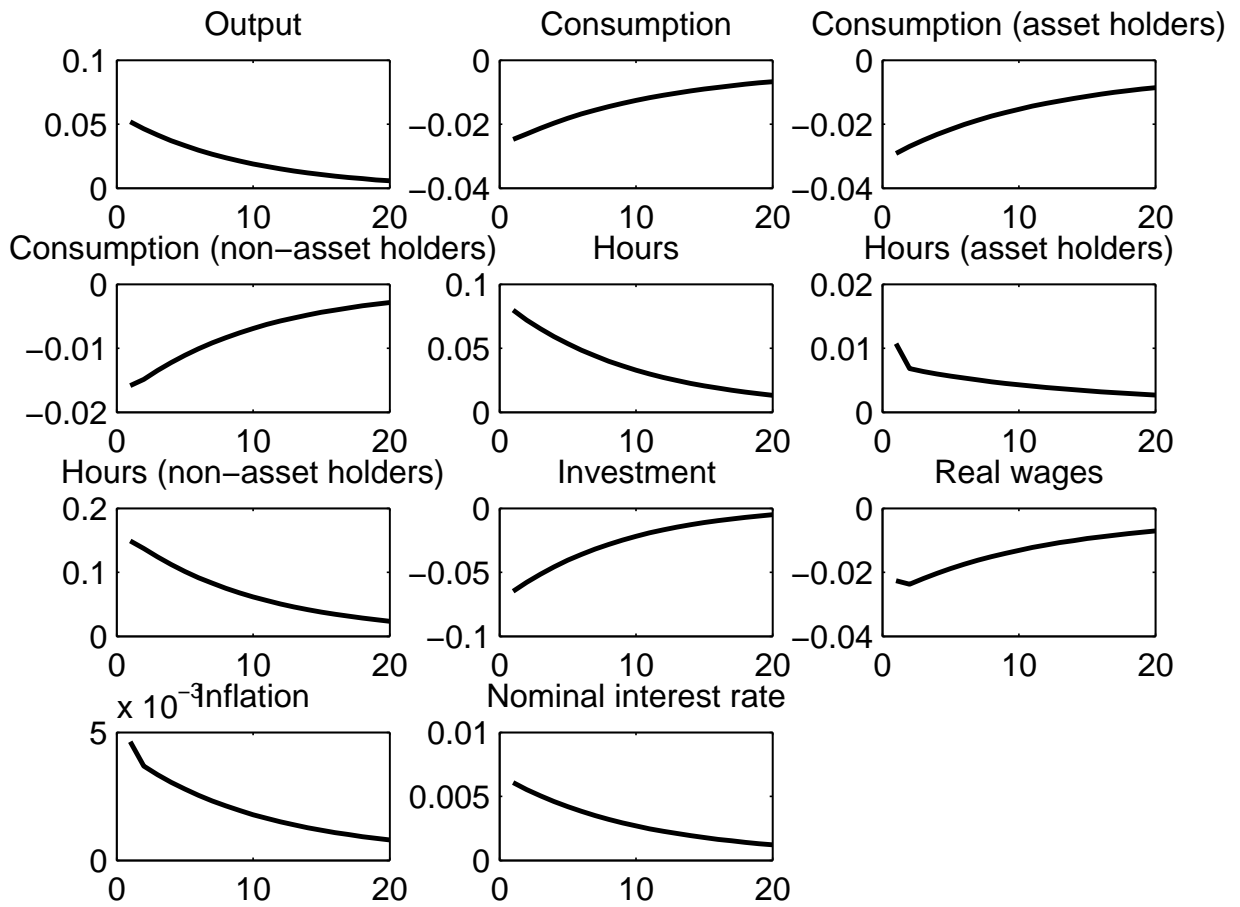 Output
Consumption
Consumption (asset holders)
0.1
0.05
0
0 10 20
0
−0.02
−0.04
0 10 20
0
−0.02
−0.04
0 10 20
Consumption (non−asset holders)
Hours
Hours (asset holders)
0
−0.01
−0.02
0 10 20
0.1
0.05
0
0 10 20
0.02
0.01
0
0 10 20
Hours (non−asset holders)
Investment
Real wages
0.2
0.1
0
0 10 20
0
−0.05
−0.1
0 10 20
0
−0.02
−0.04
0 10 20
x 10−3
Inflation
Nominal interest rate
5
0
0 10 20
0.01
0.005
0
0 10 20